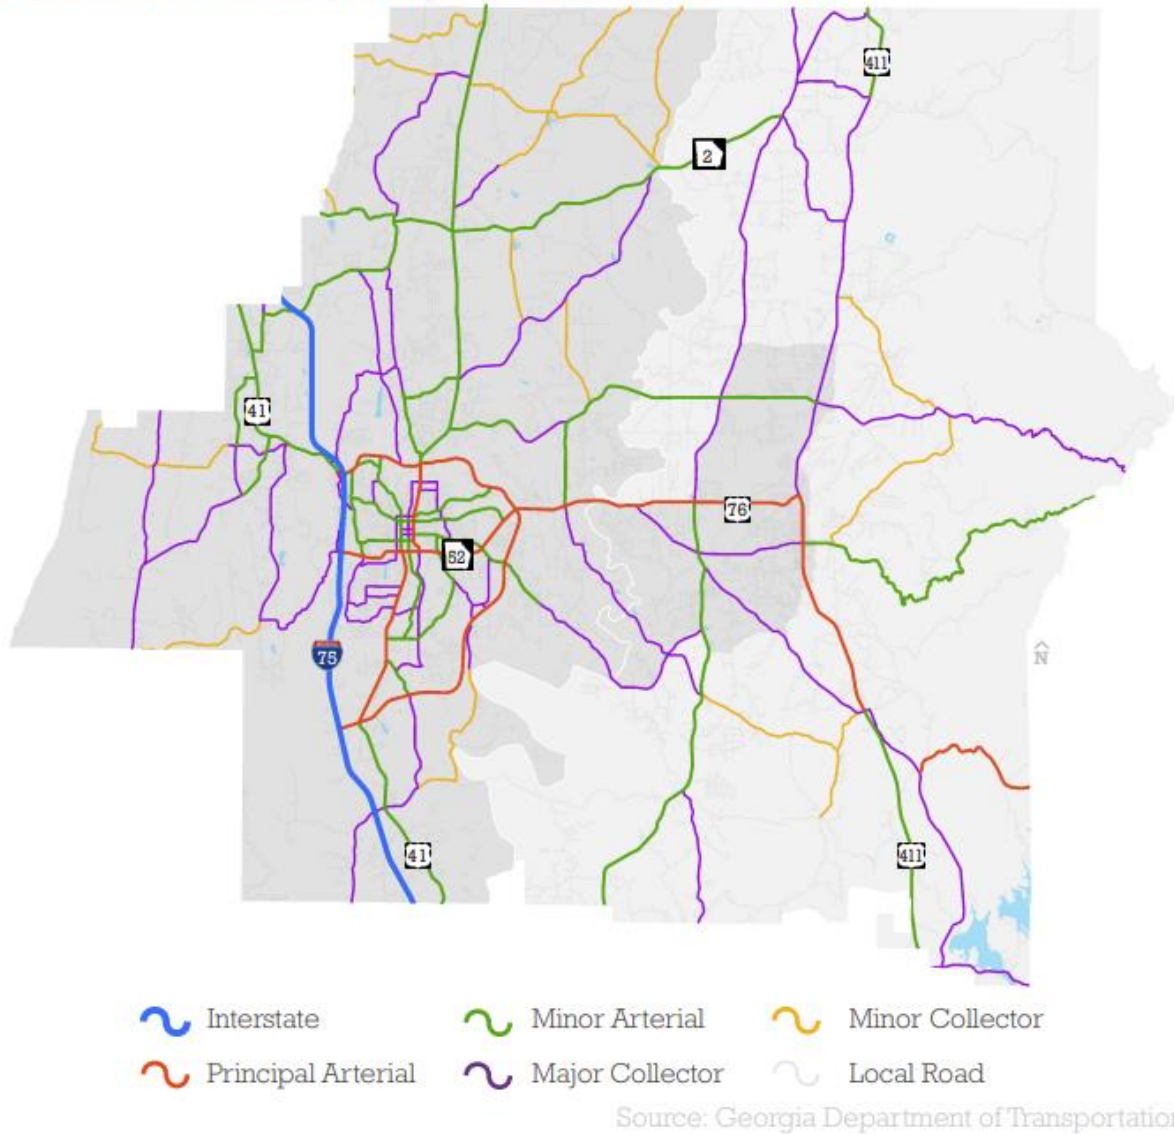 411
2
41
76
52
75
N
41
411
Interstate
Minor Arterial
Minor Collector
Principal Arterial
Major Collector
Local Road
Source: Georgia Department of Transportation